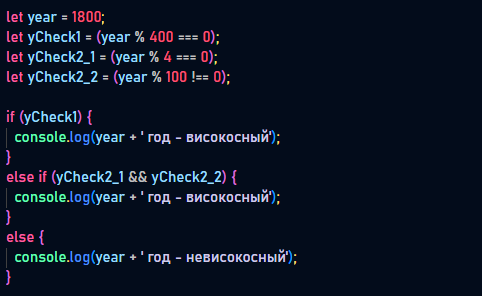 let year = 1800;
let yCheck1 = (year % 400 === 0);
let yCheck2_1 = (year % 4 === 0);
let yCheck2_2 = (year % 100 !== 0);

if (yCheck1) {
  console.log(year + ' год - високосный');
}
else if (yCheck2_1 && yCheck2_2) {
  console.log(year + ' год - високосный');
}
else {
  console.log(year + ' год - невисокосный');
}